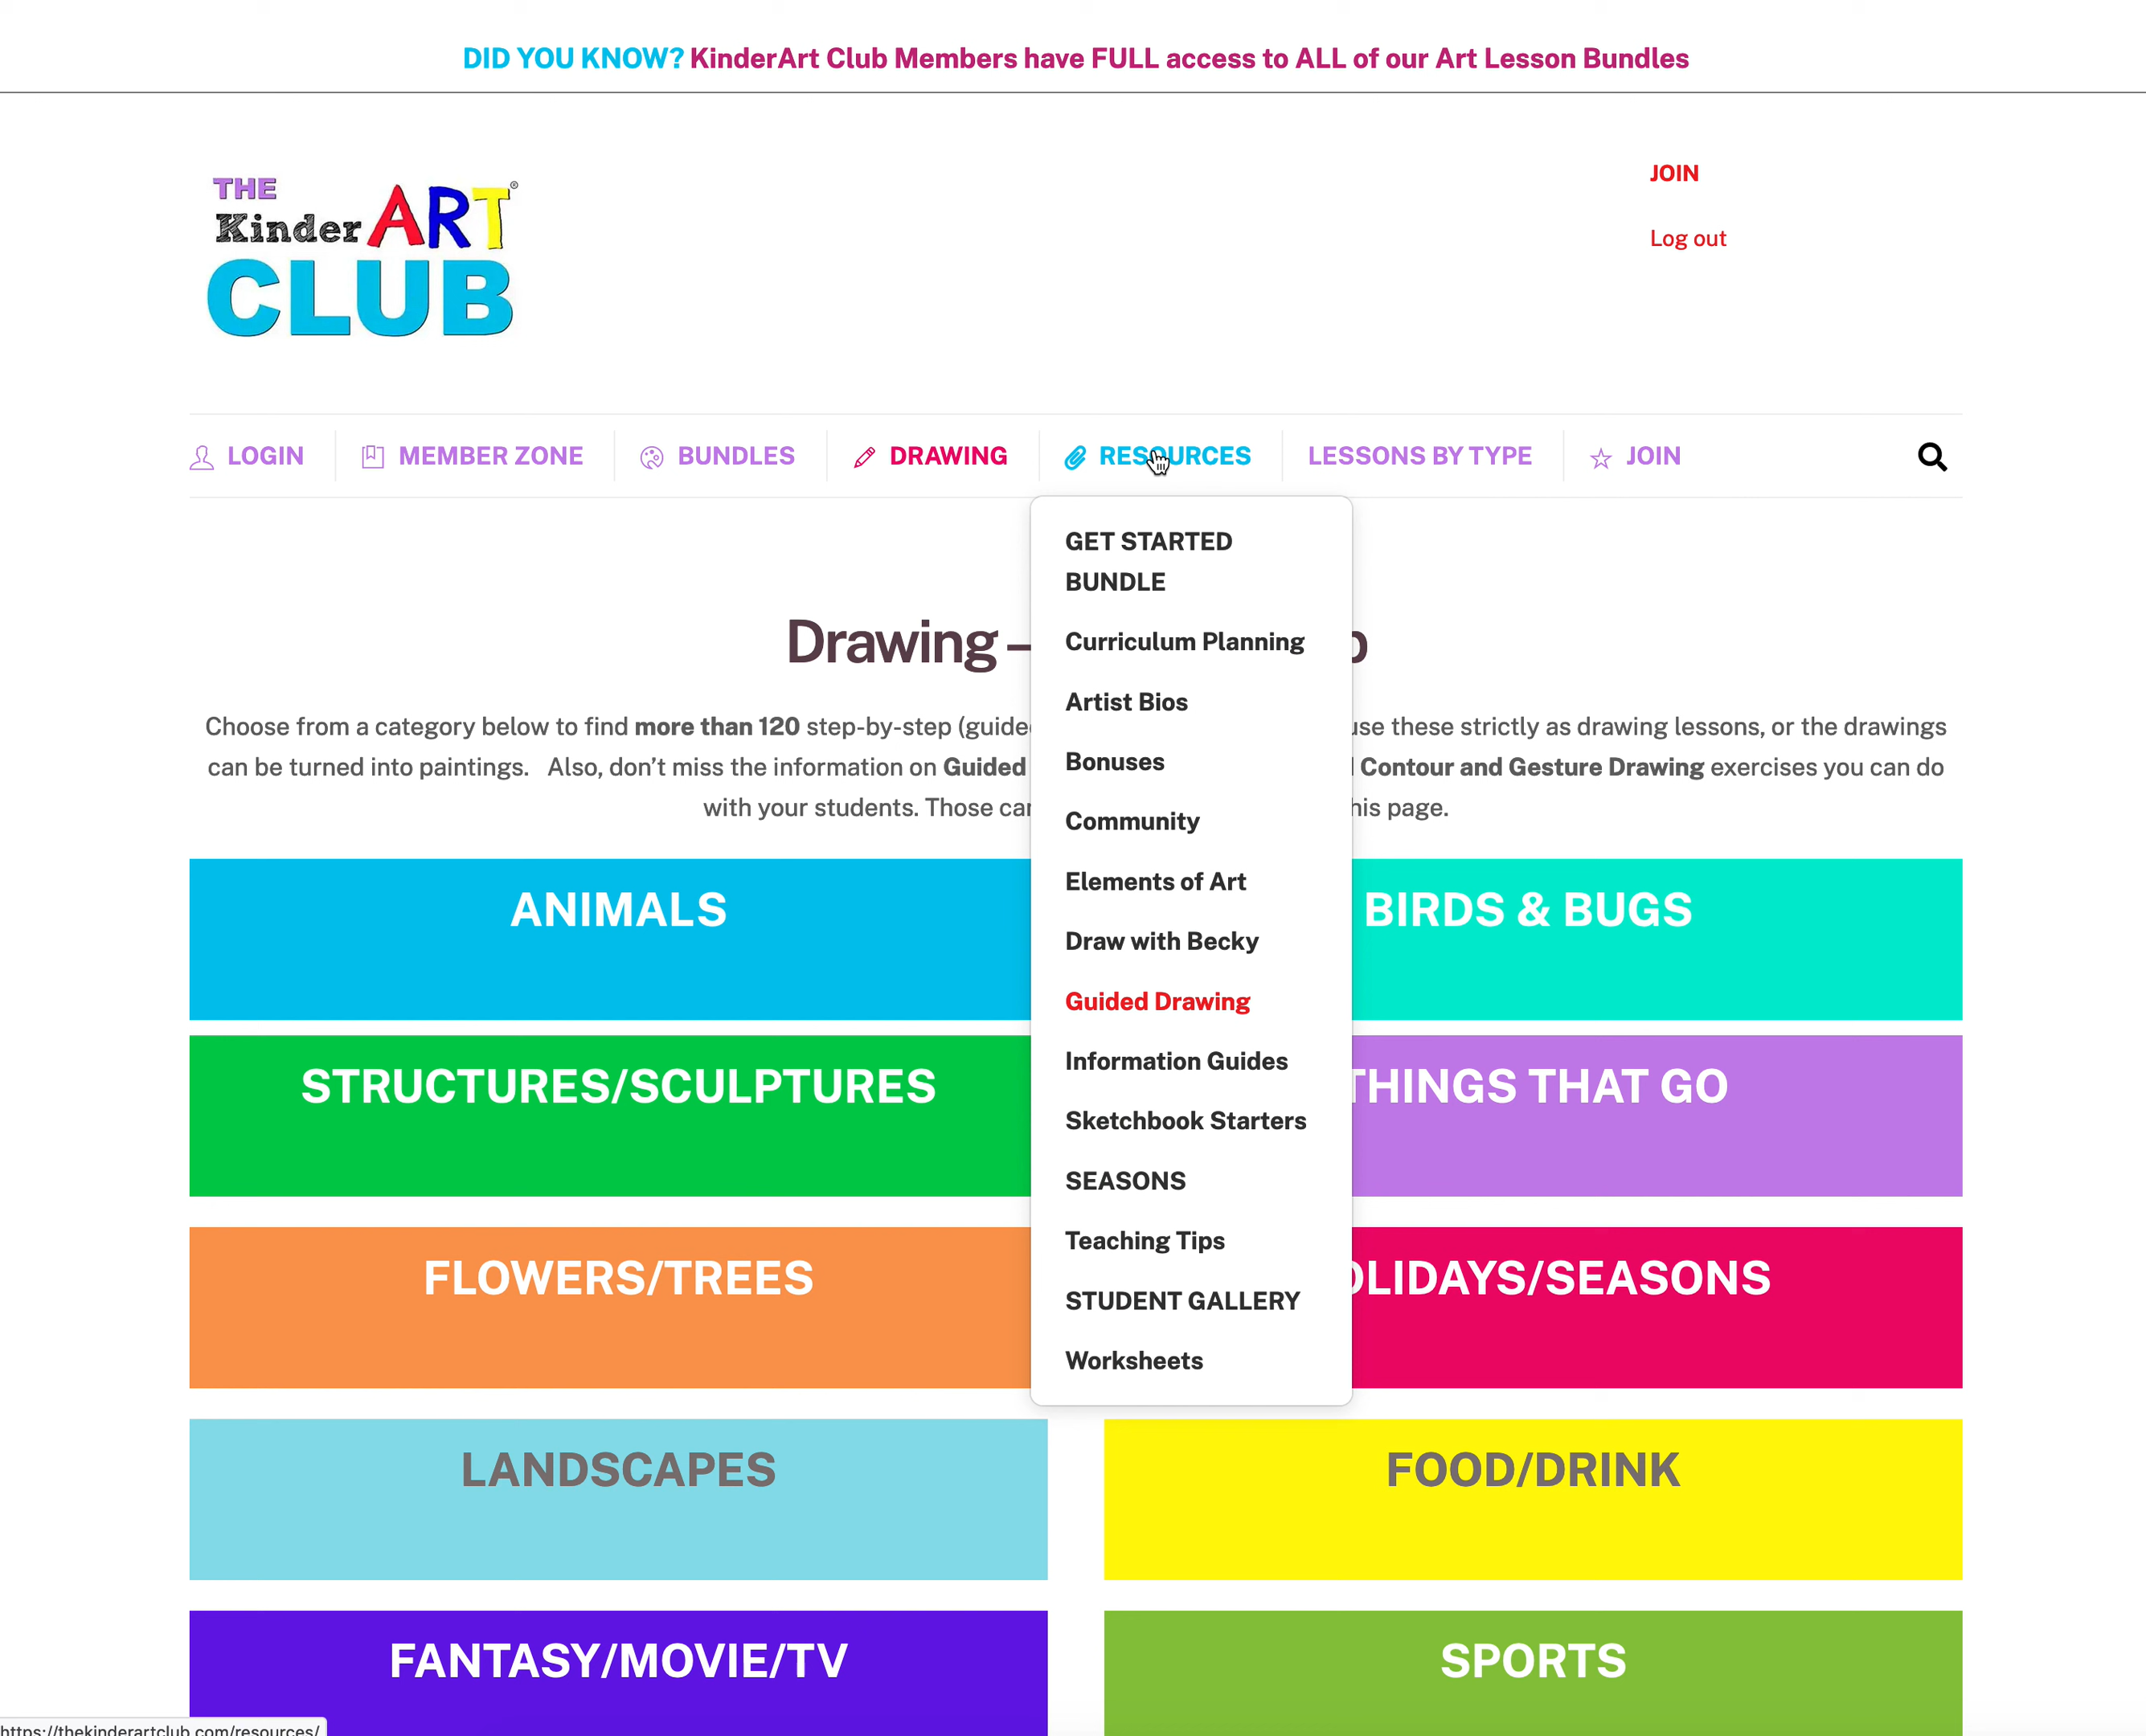 DID YOU KNOW? KinderArt Club Members have FULL access to ALL of our Art Lesson Bundles
THE
Kinder ART®
CLUB
JOIN
Log out
LOGIN
MEMBER ZONE
BUNDLES
DRAWING
RESOURCES
LESSONS BY TYPE
JOIN
GET STARTED
BUNDLE
Curriculum Planning
Artist Bios
Bonuses
Community
Elements of Art
Draw with Becky
Guided Drawing
Information Guides
Sketchbook Starters
SEASONS
Teaching Tips
STUDENT GALLERY
Worksheets
Drawing –
Choose from a category below to find more than 120 step-by-step these strictly as drawing lessons, or the drawings
can be turned into paintings. Also, don't miss the information on Guided Contour and Gesture Drawing exercises you can do
with your students. Those page.
ANIMALS
BIRDS & BUGS
STRUCTURES/SCULPTURES
THINGS THAT GO
FLOWERS/TREES
OLIDAYS/SEASONS
LANDSCAPES
FOOD/DRINK
FANTASY/MOVIE/TV
SPORTS
https://thekinderartclub.com/resources/